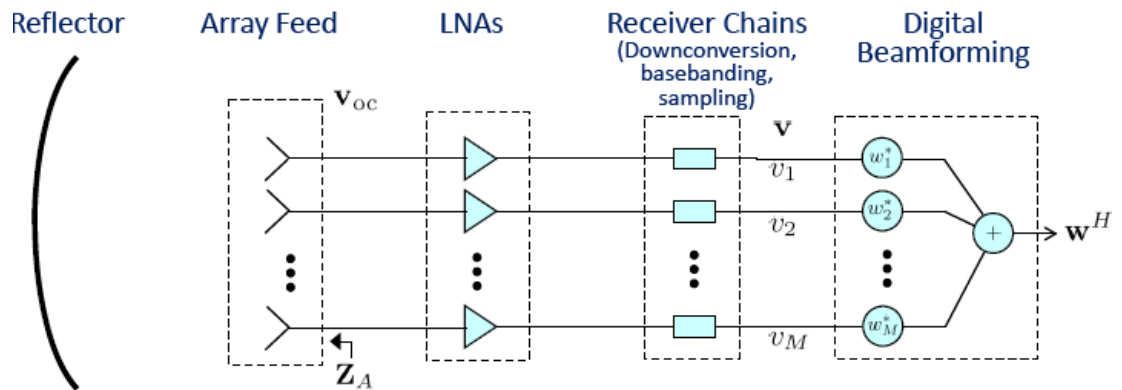 Reflector Array Feed LNAs Receiver Chains Digital
(Downconversion, Beamforming
basebanding,
sampling)
v_oc
v
v_1 w_1^*
v_2 w_2^*
+ w^H
v_M w_M^*
Z_A